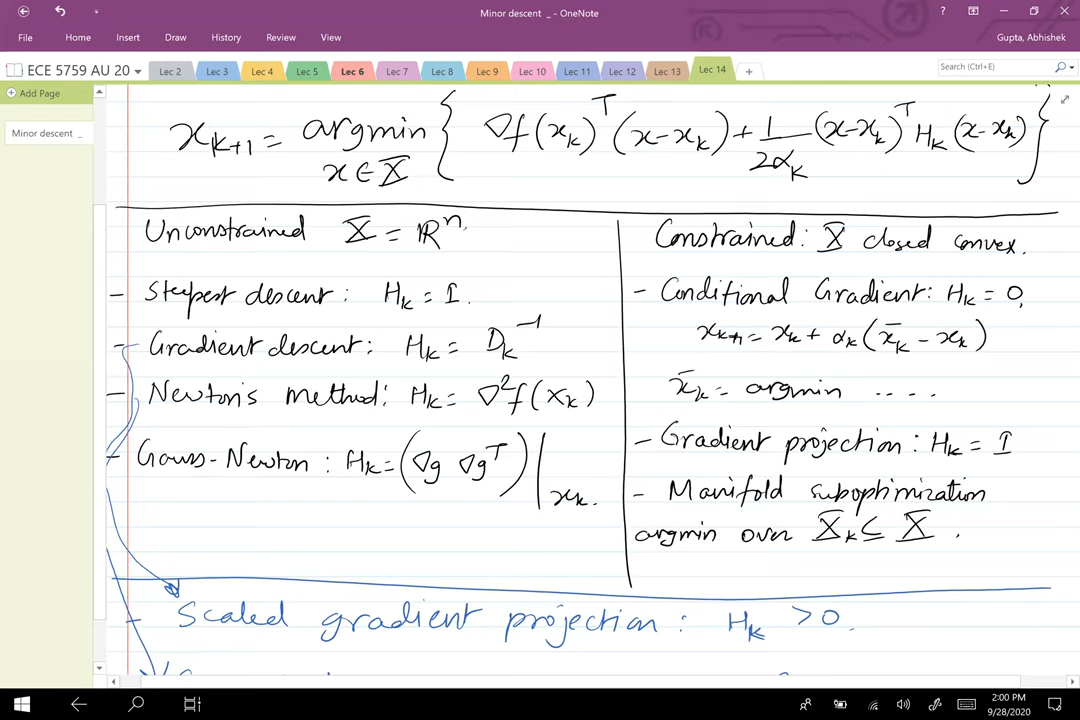 Minor descent _ - OneNote
?
File Home Insert Draw History Review View
Gupta, Abhishek
ECE 5759 AU 20
Lec 2 Lec 3 Lec 4 Lec 5 Lec 6 Lec 7 Lec 8 Lec 9 Lec 10 Lec 11 Lec 12 Lec 13 Lec 14 +
Search (Ctrl+E)
+ Add Page
Minor descent _
x_{k+1} = argmin_{x ∈ X} { ∇f(x_k)^T (x-x_k) + 1/(2α_k) (x-x_k)^T H_k (x-x_k) }
Unconstrained X = ℝ^n.
- Steepest descent: H_k = I.
- Gradient descent: H_k = D_k^{-1}
- Newton's method: H_k = ∇²f(x_k)
- Gauss-Newton: H_k = (∇g ∇g^T) |_{x_k}.
Constrained: X closed convex.
- Conditional Gradient: H_k = 0,
x_{k+1} = x_k + α_k (x̄_k - x_k)
x̄_k = argmin ....
- Gradient projection: H_k = I
- Manifold suboptimization
argmin over X_k ⊆ X.
- Scaled gradient projection: H_k > 0.
2:00 PM
9/28/2020